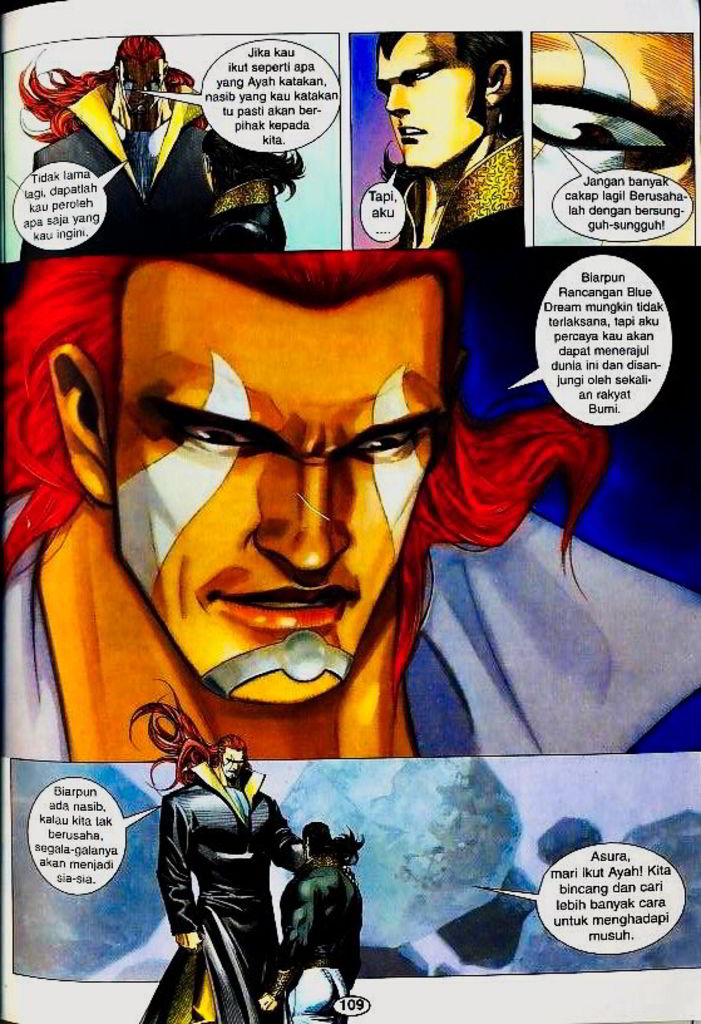 Jika kau
ikut seperti apa
yang Ayah katakan,
nasib yang kau katakan
tu pasti akan ber-
pihak kepada
kita.
Tidak lama
lagi, dapatlah
kau peroleh
apa saja yang
kau ingini.
Tapi,
aku
....
Jangan banyak
cakap lagi! Berusaha-
lah dengan bersung-
guh-sungguh!
Biarpun
Rancangan Blue
Dream mungkin tidak
terlaksana, tapi aku
percaya kau akan
dapat menerajui
dunia ini dan disan-
jungi oleh sekali-
an rakyat
Bumi.
Biarpun
ada nasib,
kalau kita tak
berusaha,
segala-galanya
akan menjadi
sia-sia.
Asura,
mari ikut Ayah! Kita
bincang dan cari
lebih banyak cara
untuk menghadapi
musuh.
109